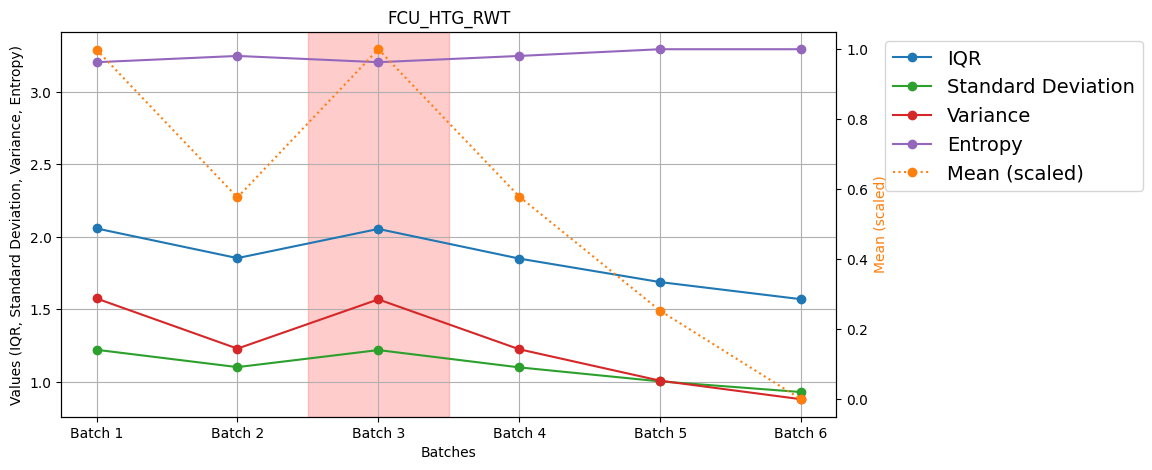 FCU_HTG_RWT
Values (IQR, Standard Deviation, Variance, Entropy)
3.0
2.5
2.0
1.5
1.0
Batch 1
Batch 2
Batch 3
Batch 4
Batch 5
Batch 6
Batches
1.0
0.8
0.6
0.4
0.2
0.0
Mean (scaled)
IQR
Standard Deviation
Variance
Entropy
Mean (scaled)